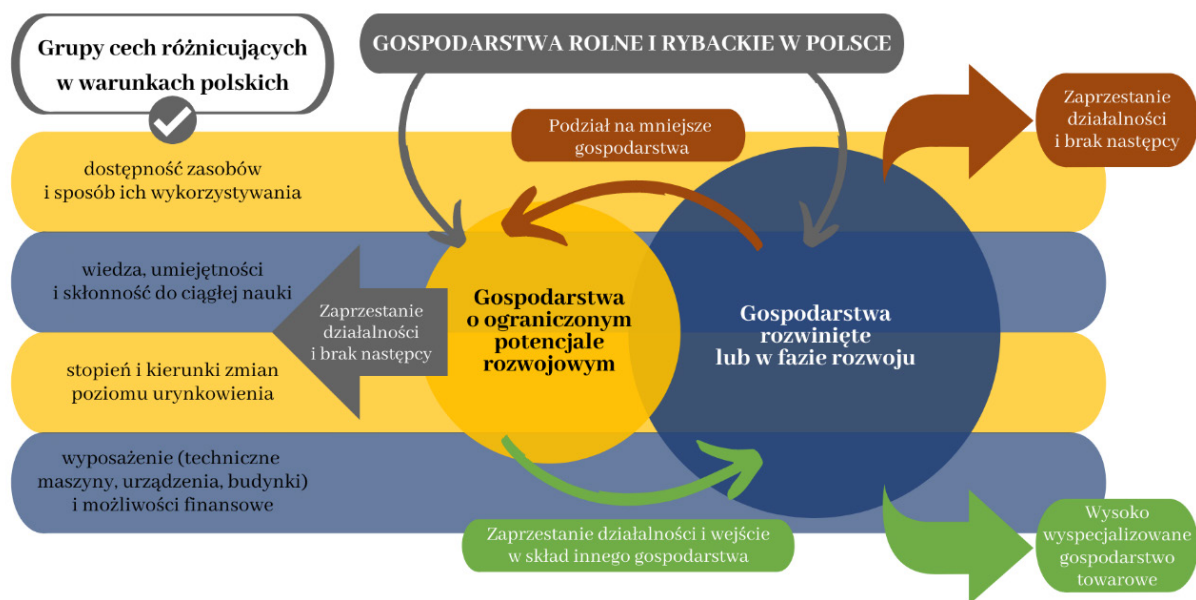 Grupy cech różnicujących
w warunkach polskich
GOSPODARSTWA ROLNE I RYBACKIE W POLSCE
Zaprzestanie
działalności
i brak następcy
Podział na mniejsze
gospodarstwa
dostępność zasobów
i sposób ich wykorzystywania
wiedza, umiejętności
i skłonność do ciągłej nauki
stopień i kierunki zmian
poziomu urynkowienia
wyposażenie (techniczne
maszyny, urządzenia, budynki)
i możliwości finansowe
Zaprzestanie
działalności
i brak następcy
Gospodarstwa
o ograniczonym
potencjale
rozwojowym
Gospodarstwa
rozwinięte
lub w fazie rozwoju
Zaprzestanie działalności i wejście
w skład innego gospodarstwa
Wysoko
wyspecjalizowane
gospodarstwo
towarowe